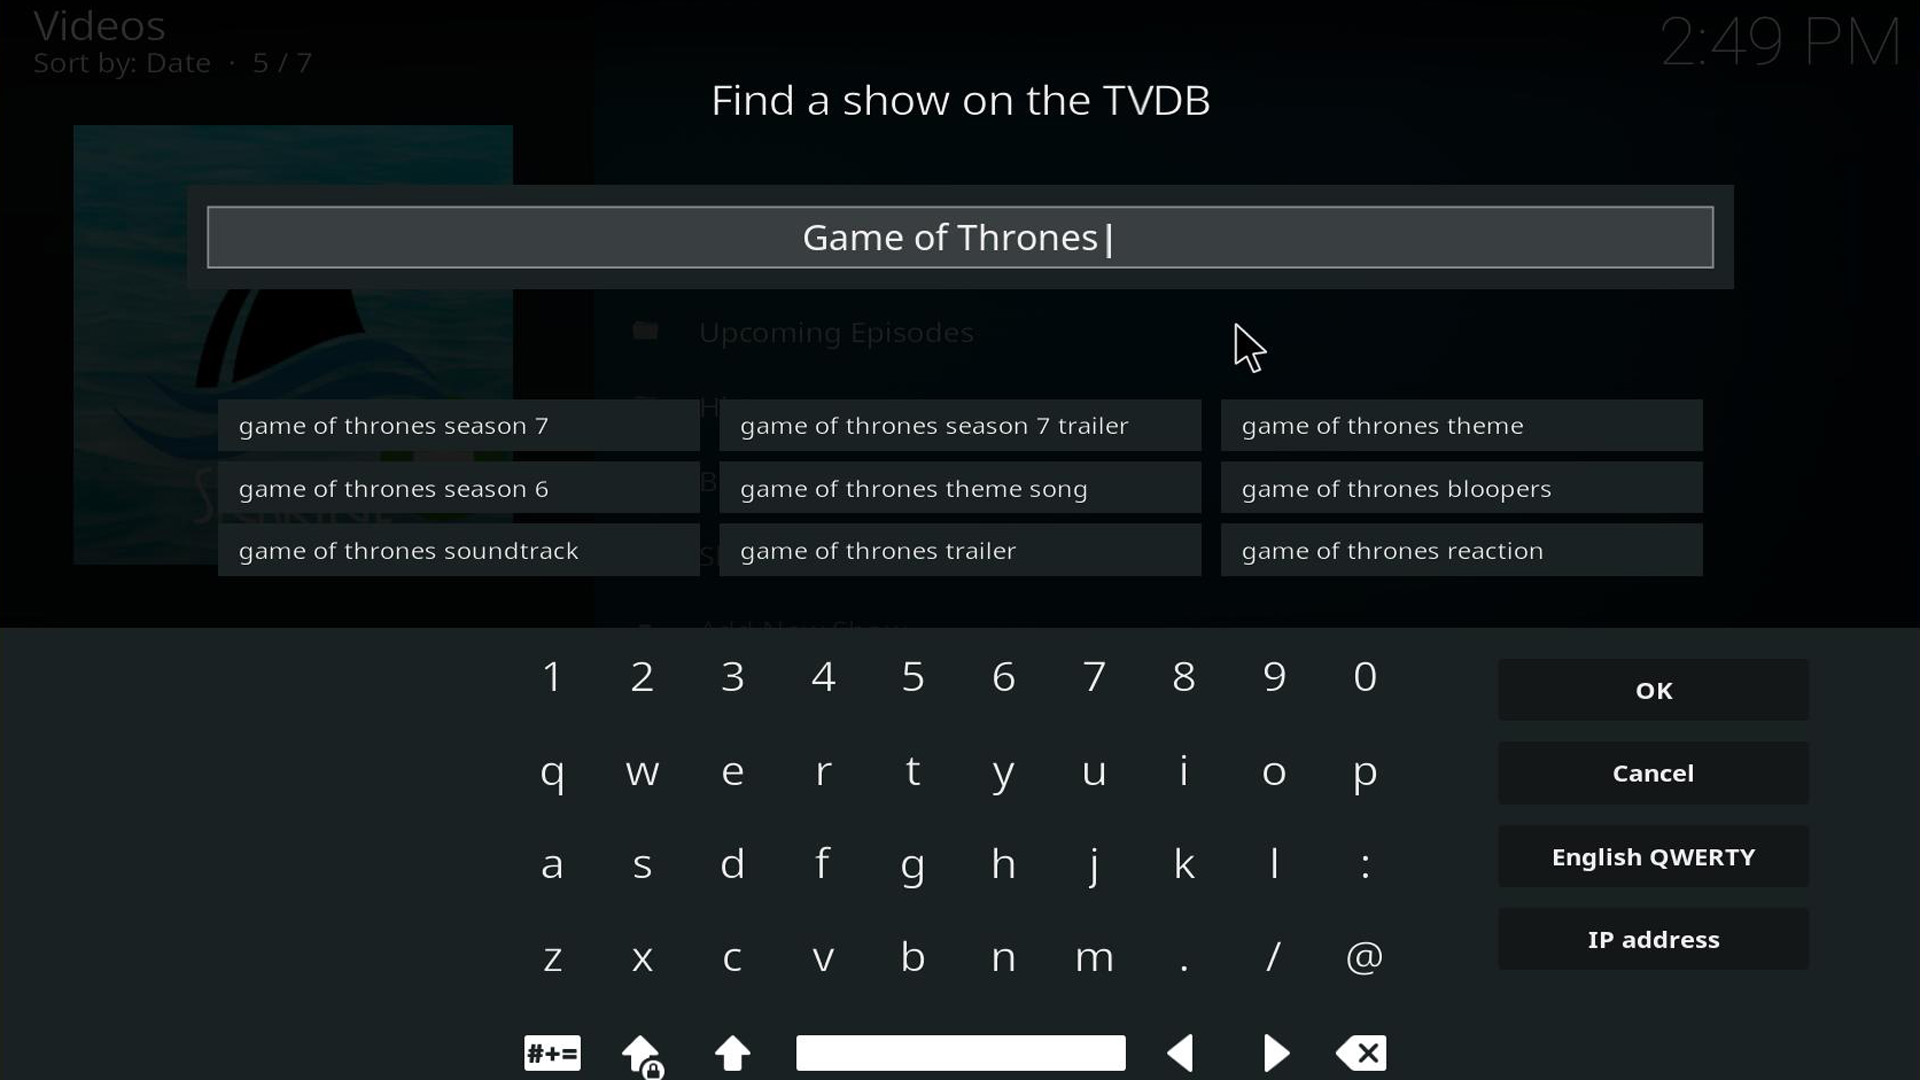 Videos
Sort by: Date · 5 / 7
2:49 PM
Find a show on the TVDB
Game of Thrones
Upcoming Episodes
game of thrones season 7
game of thrones season 7 trailer
game of thrones theme
game of thrones season 6
game of thrones theme song
game of thrones bloopers
game of thrones soundtrack
game of thrones trailer
game of thrones reaction
Add New Show
1 2 3 4 5 6 7 8 9 0
OK
q w e r t y u i o p
Cancel
a s d f g h j k l :
English QWERTY
z x c v b n m . / @
IP address
#+=